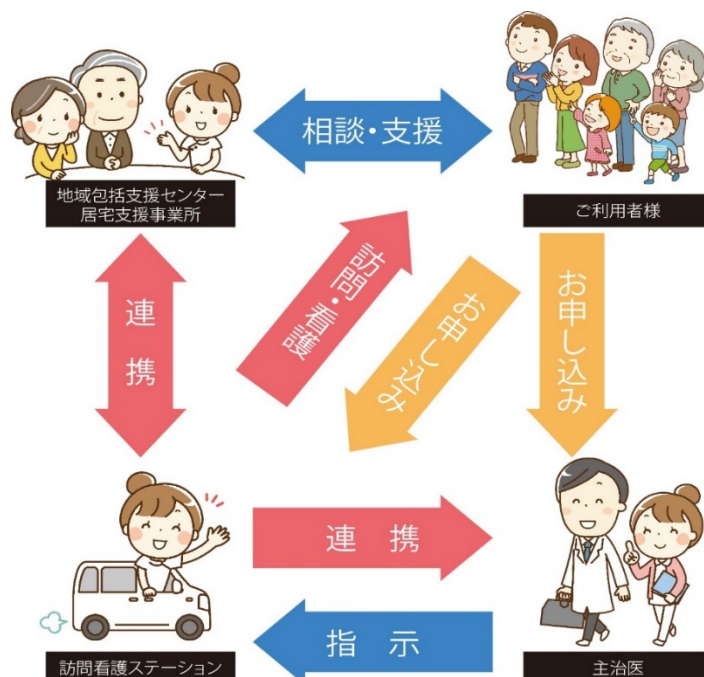 相談・支援
地域包括支援センター
居宅支援事業所
ご利用者様
訪問・看護
お申し込み
お申し込み
連携
連携
指示
訪問看護ステーション
主治医